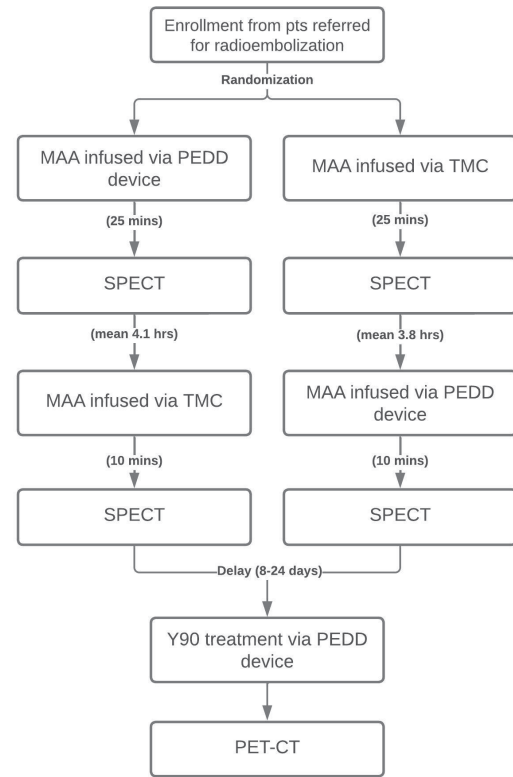 Enrollment from pts referred
for radioembolization
Randomization
MAA infused via PEDD
device
MAA infused via TMC
(25 mins)
(25 mins)
SPECT
SPECT
(mean 4.1 hrs)
(mean 3.8 hrs)
MAA infused via TMC
MAA infused via PEDD
device
(10 mins)
(10 mins)
SPECT
SPECT
Delay (8-24 days)
Y90 treatment via PEDD
device
PET-CT